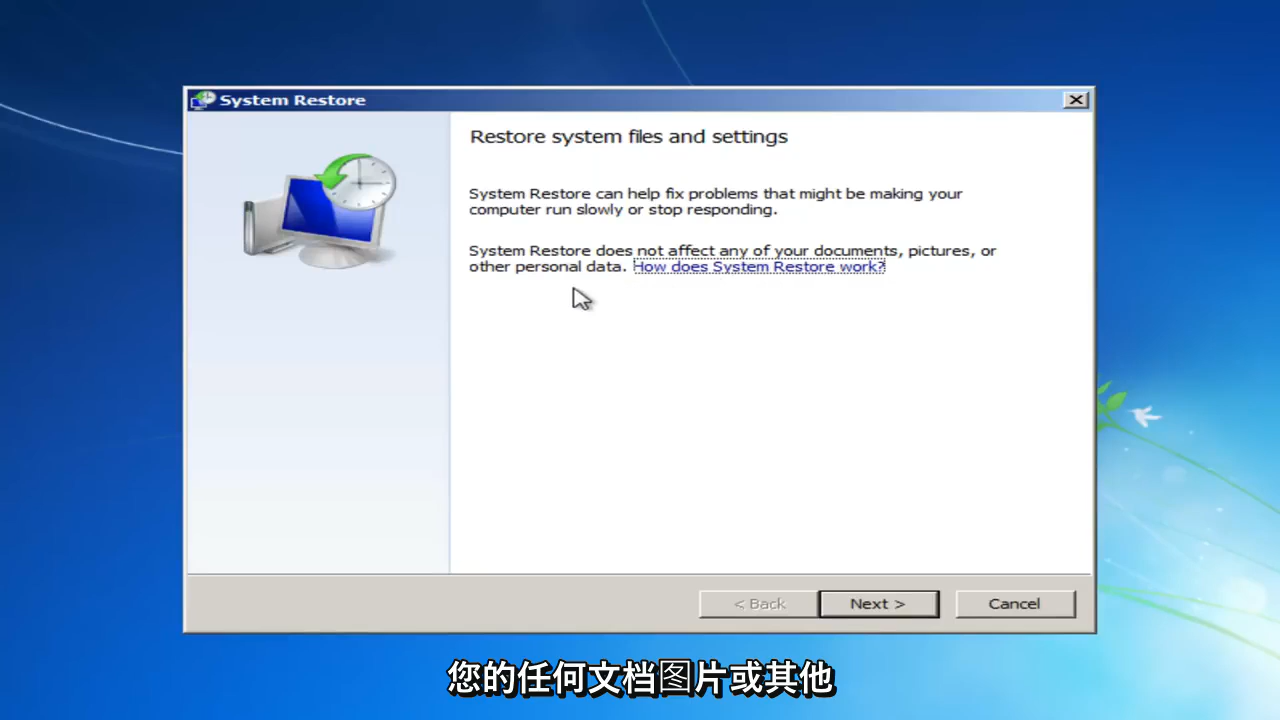 System Restore
Restore system files and settings
System Restore can help fix problems that might be making your
computer run slowly or stop responding.
System Restore does not affect any of your documents, pictures, or
other personal data. How does System Restore work?
< Back
Next >
Cancel
您的任何文档图片或其他